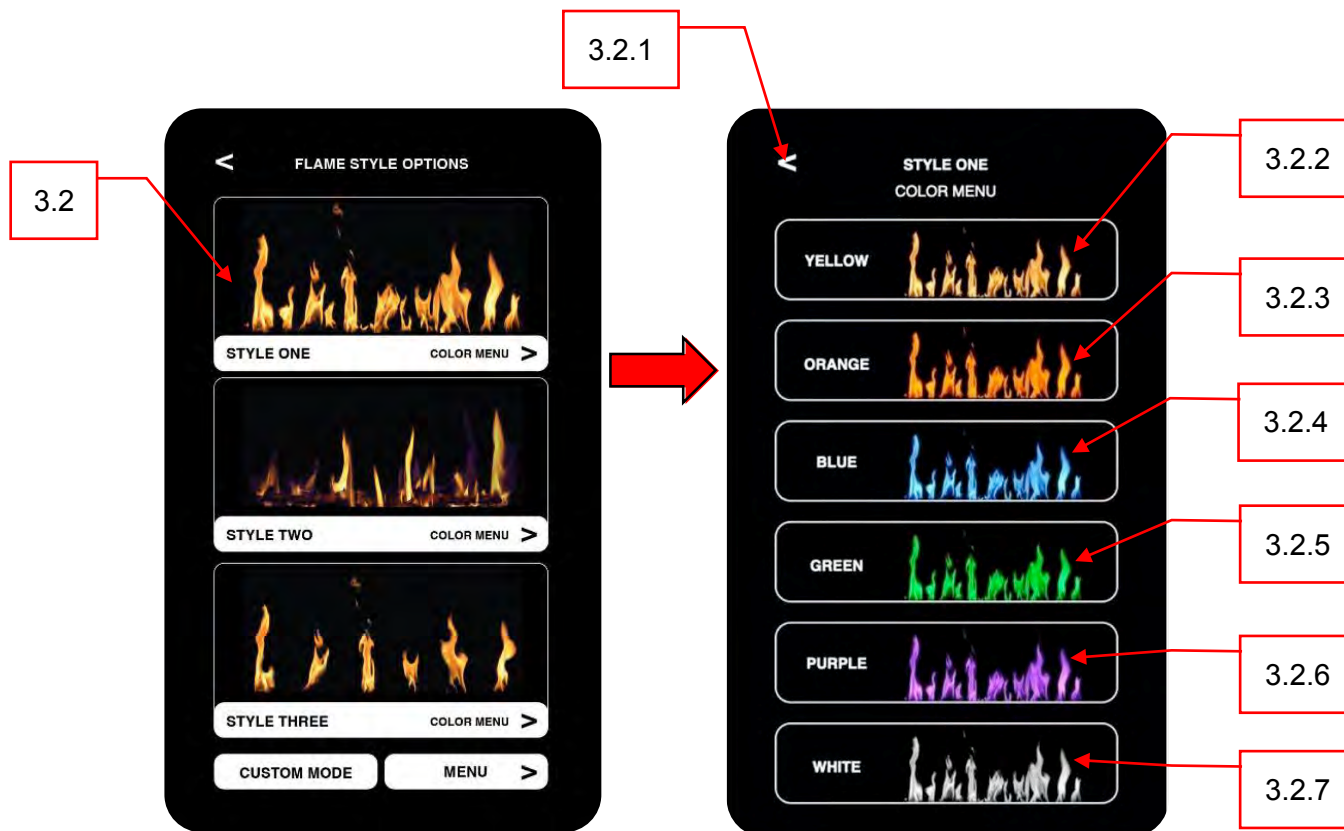 3.2.1
3.2
< FLAME STYLE OPTIONS
STYLE ONE COLOR MENU >
STYLE TWO COLOR MENU >
STYLE THREE COLOR MENU >
CUSTOM MODE MENU >
< STYLE ONE
COLOR MENU
YELLOW
ORANGE
BLUE
GREEN
PURPLE
WHITE
3.2.2
3.2.3
3.2.4
3.2.5
3.2.6
3.2.7